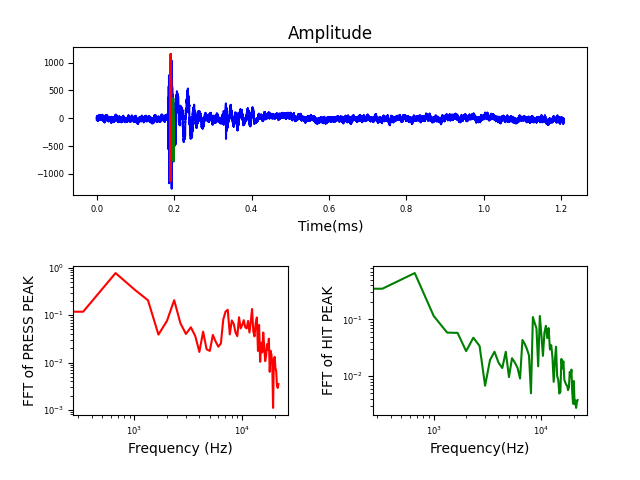 Amplitude
1000
500
0
−500
−1000
0.0 0.2 0.4 0.6 0.8 1.0 1.2
Time(ms)
FFT of PRESS PEAK
10⁰
10⁻¹
10⁻²
10⁻³
10³ 10⁴
Frequency (Hz)
FFT of HIT PEAK
10⁻¹
10⁻²
10³ 10⁴
Frequency(Hz)